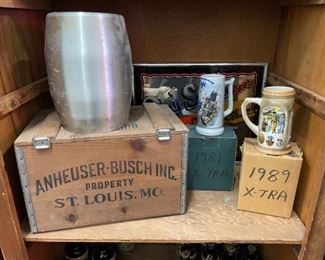 ANHEUSER-BUSCH INC.
PROPERTY
ST. LOUIS, MO.
1981
X-TRA
1989
X-TRA